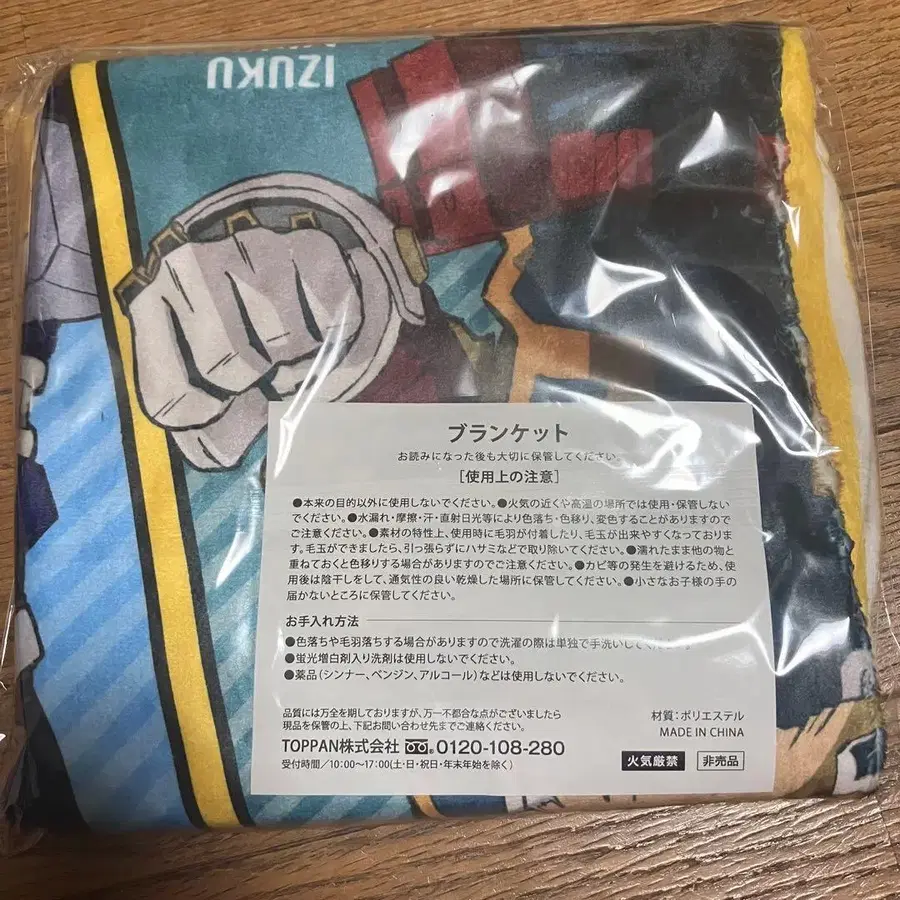 IZUKU
ブランケット
お読みになった後も大切に保管してください。
[使用上の注意]
●本来の目的以外に使用しないでください。●火気の近くや高温の場所では使用・保管しない
でください。●水漏れ・摩擦・汗・直射日光等により色落ち・色移り、変色することがありますので
ご注意ください。●素材の特性上、使用時に毛羽が付着したり、毛玉が出来やすくなっておりま
す。毛玉ができましたら、引っ張らずにハサミなどで取り除いてください。●濡れたまま他の物と
重ねておくと色移りする場合がありますのでご注意ください。●カビ等の発生を避けるため、使
用後は陰干しをして、通気性の良い乾燥した場所に保管してください。●小さなお子様の手の
届かないところに保管してください。
お手入れ方法
●色落ちや毛羽落ちする場合がありますので洗濯の際は単独で手洗いしてください。
●蛍光増白剤入り洗剤は使用しないでください。
●薬品(シンナー、ベンジン、アルコール)などは使用しないでください。
品質には万全を期しておりますが、万一不都合な点がございましたら
現品を保管の上、下記お問い合わせ先までご連絡ください。
TOPPAN株式会社 0120-108-280
受付時間/10:00〜17:00(土・日・祝日・年末年始を除く)
材質:ポリエステル
MADE IN CHINA
火気厳禁 非売品